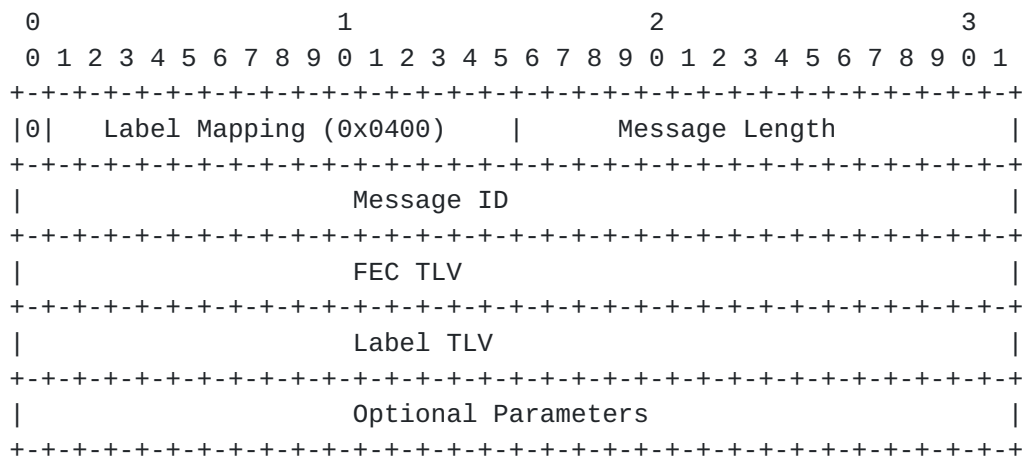 0                   1                   2                   3
 0 1 2 3 4 5 6 7 8 9 0 1 2 3 4 5 6 7 8 9 0 1 2 3 4 5 6 7 8 9 0 1
+-+-+-+-+-+-+-+-+-+-+-+-+-+-+-+-+-+-+-+-+-+-+-+-+-+-+-+-+-+-+-+-+
|0|   Label Mapping (0x0400)    |      Message Length           |
+-+-+-+-+-+-+-+-+-+-+-+-+-+-+-+-+-+-+-+-+-+-+-+-+-+-+-+-+-+-+-+-+
|                     Message ID                                |
+-+-+-+-+-+-+-+-+-+-+-+-+-+-+-+-+-+-+-+-+-+-+-+-+-+-+-+-+-+-+-+-+
|                     FEC TLV                                   |
+-+-+-+-+-+-+-+-+-+-+-+-+-+-+-+-+-+-+-+-+-+-+-+-+-+-+-+-+-+-+-+-+
|                     Label TLV                                 |
+-+-+-+-+-+-+-+-+-+-+-+-+-+-+-+-+-+-+-+-+-+-+-+-+-+-+-+-+-+-+-+-+
|                     Optional Parameters                       |
+-+-+-+-+-+-+-+-+-+-+-+-+-+-+-+-+-+-+-+-+-+-+-+-+-+-+-+-+-+-+-+-+